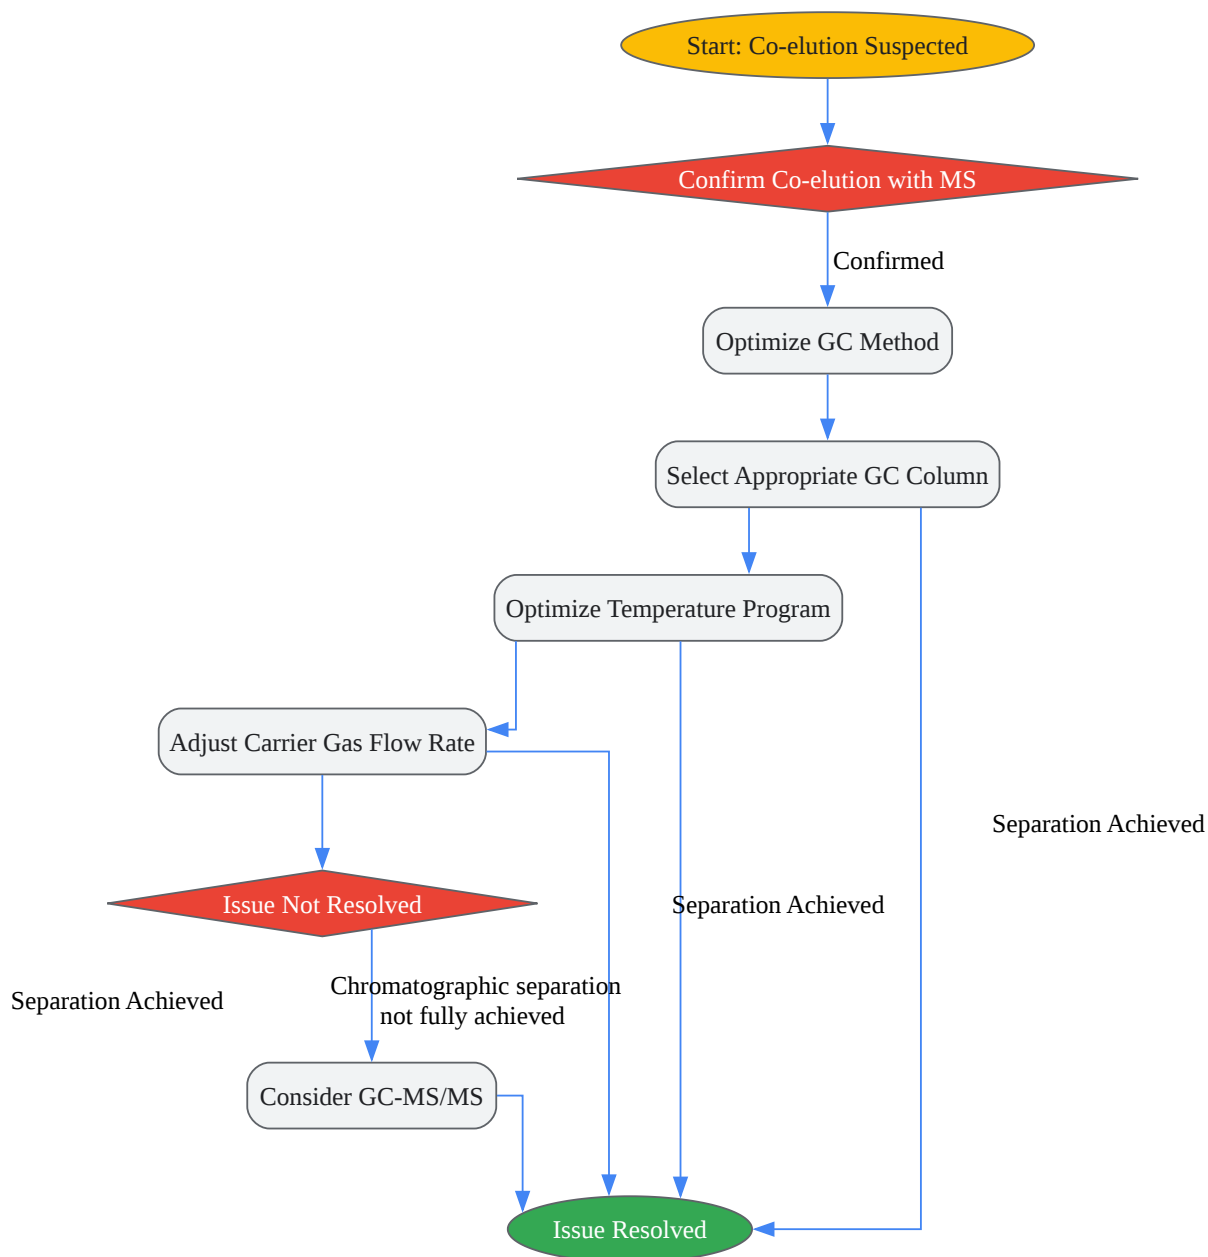 Start: Co-elution Suspected
Confirm Co-elution with MS
Confirmed
Optimize GC Method
Select Appropriate GC Column
Optimize Temperature Program
Adjust Carrier Gas Flow Rate
Separation Achieved
Issue Not Resolved
Separation Achieved
Chromatographic separation
not fully achieved
Separation Achieved
Consider GC-MS/MS
Issue Resolved